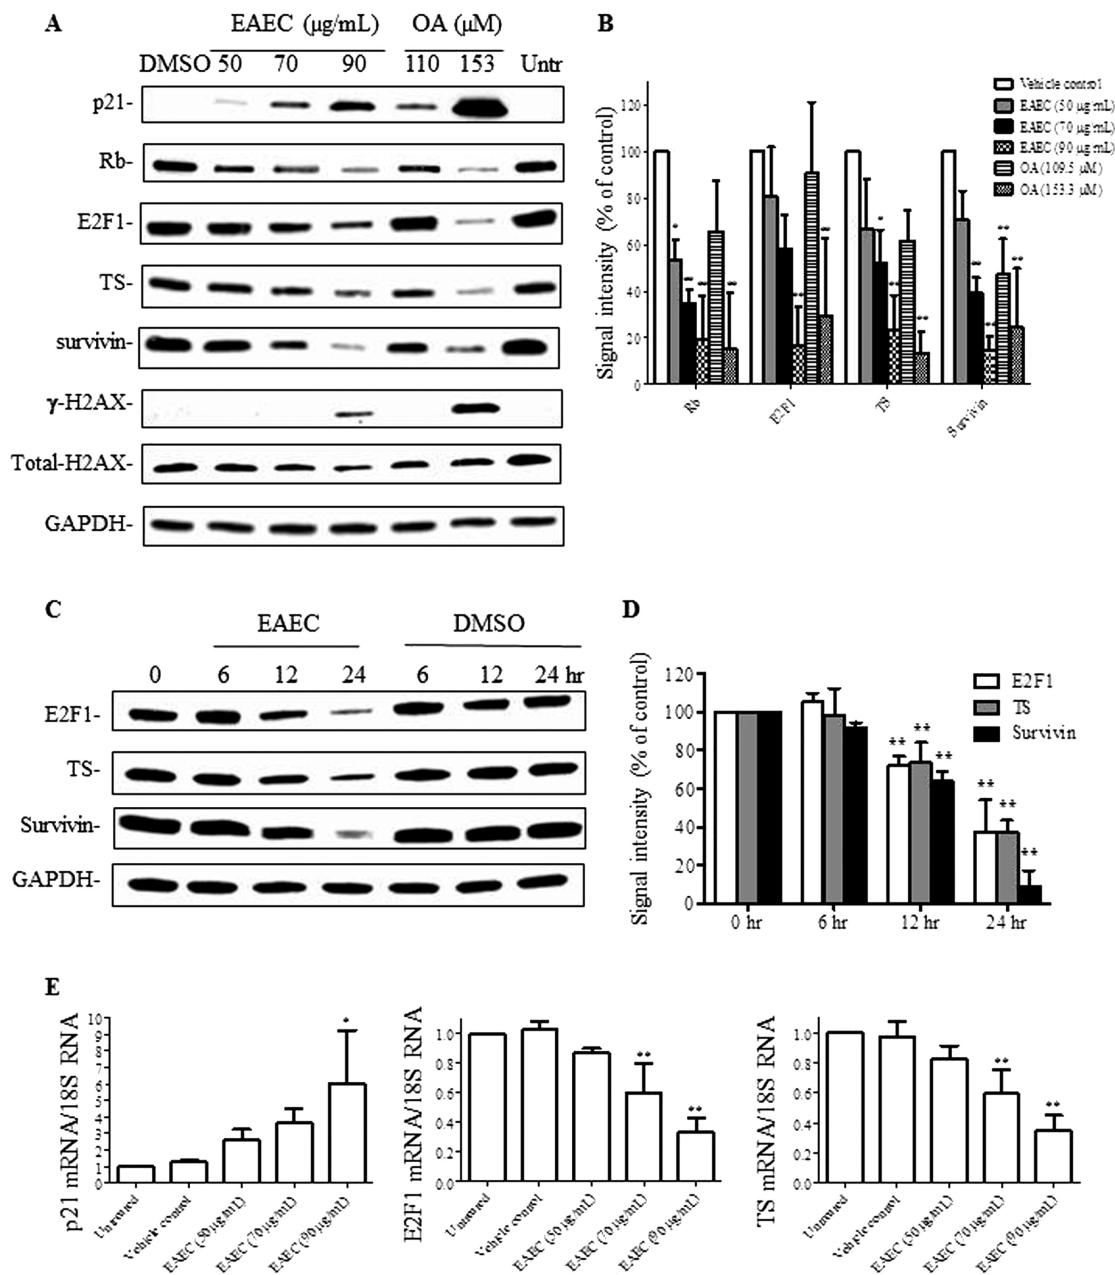 A
EAEC (µg/mL) OA (µM)
DMSO 50 70 90 110 153 Untr
p21-
Rb-
E2F1-
TS-
survivin-
γ-H2AX-
Total-H2AX-
GAPDH-
B
Signal intensity (% of control)
120
100
80
60
40
20
0
Vehicle control
EAEC (50 µg/mL)
EAEC (70 µg/mL)
EAEC (90 µg/mL)
OA (109.5 µM)
OA (153.3 µM)
* ** ** ** ** ** * ** ** ** ** ** **
Rb E2F1 TS Survivin
C
EAEC DMSO
0 6 12 24 6 12 24 hr
E2F1-
TS-
Survivin-
GAPDH-
D
Signal intensity (% of control)
120
100
80
60
40
20
0
E2F1
TS
Survivin
** ** ** ** ** **
0 hr 6 hr 12 hr 24 hr
E
p21 mRNA/18S RNA
10
9
8
7
6
5
4
3
2
1
0
*
Untreated
Vehicle control
EAEC (50 µg/mL)
EAEC (70 µg/mL)
EAEC (90 µg/mL)
E2F1 mRNA/18S RNA
1.0
0.8
0.6
0.4
0.2
0.0
** **
Untreated
Vehicle control
EAEC (50 µg/mL)
EAEC (70 µg/mL)
EAEC (90 µg/mL)
TS mRNA/18S RNA
1.0
0.8
0.6
0.4
0.2
0.0
** **
Untreated
Vehicle control
EAEC (50 µg/mL)
EAEC (70 µg/mL)
EAEC (90 µg/mL)